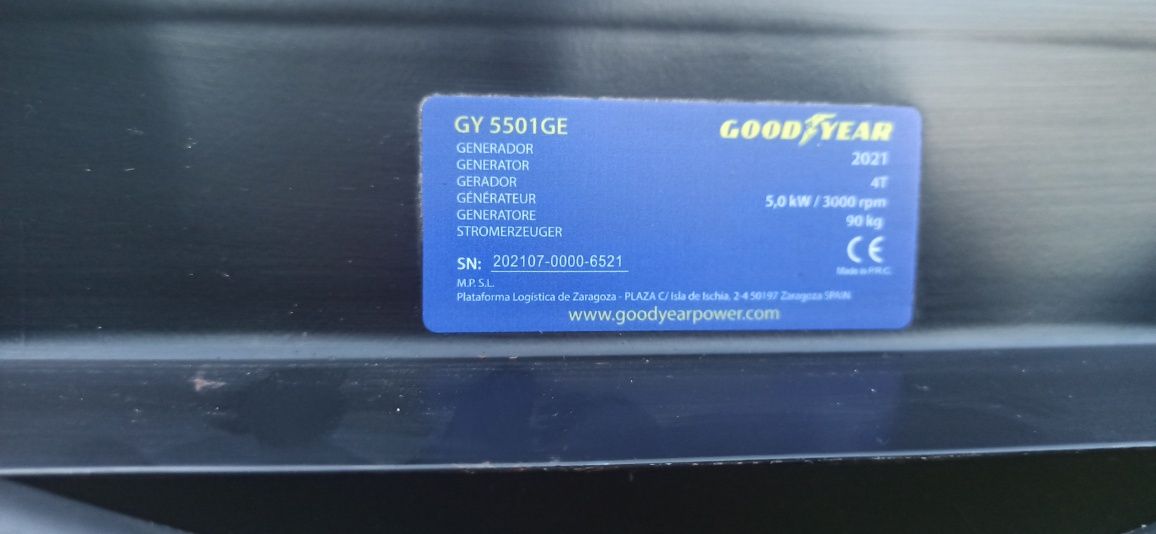 GY 5501GE
GOODYEAR
GENERADOR
2021
GENERATOR
GERADOR
4T
GÉNÉRATEUR
5,0 kW / 3000 rpm
GENERATORE
90 kg
STROMERZEUGER
CE
SN: 202107-0000-6521
Made in P.R.C.
M.P. S.L.
Plataforma Logística de Zaragoza - PLAZA C/ Isla de Ischia, 2-4 50197 Zaragoza SPAIN
www.goodyearpower.com